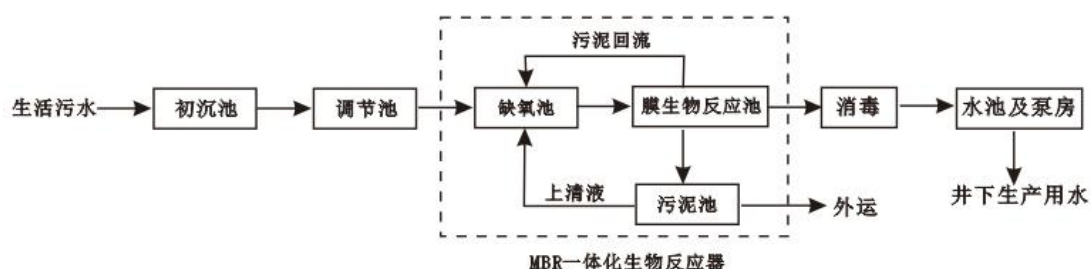 污泥回流
生活污水
初沉池
调节池
缺氧池
膜生物反应池
消毒
水池及泵房
上清液
污泥池
外运
井下生产用水
MBR一体化生物反应器